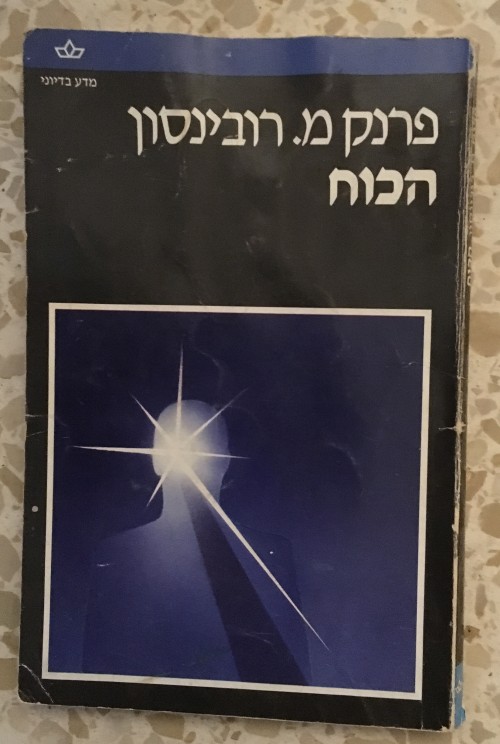 מדע בדיוני
פרנק מ. רובינסון
הכוח